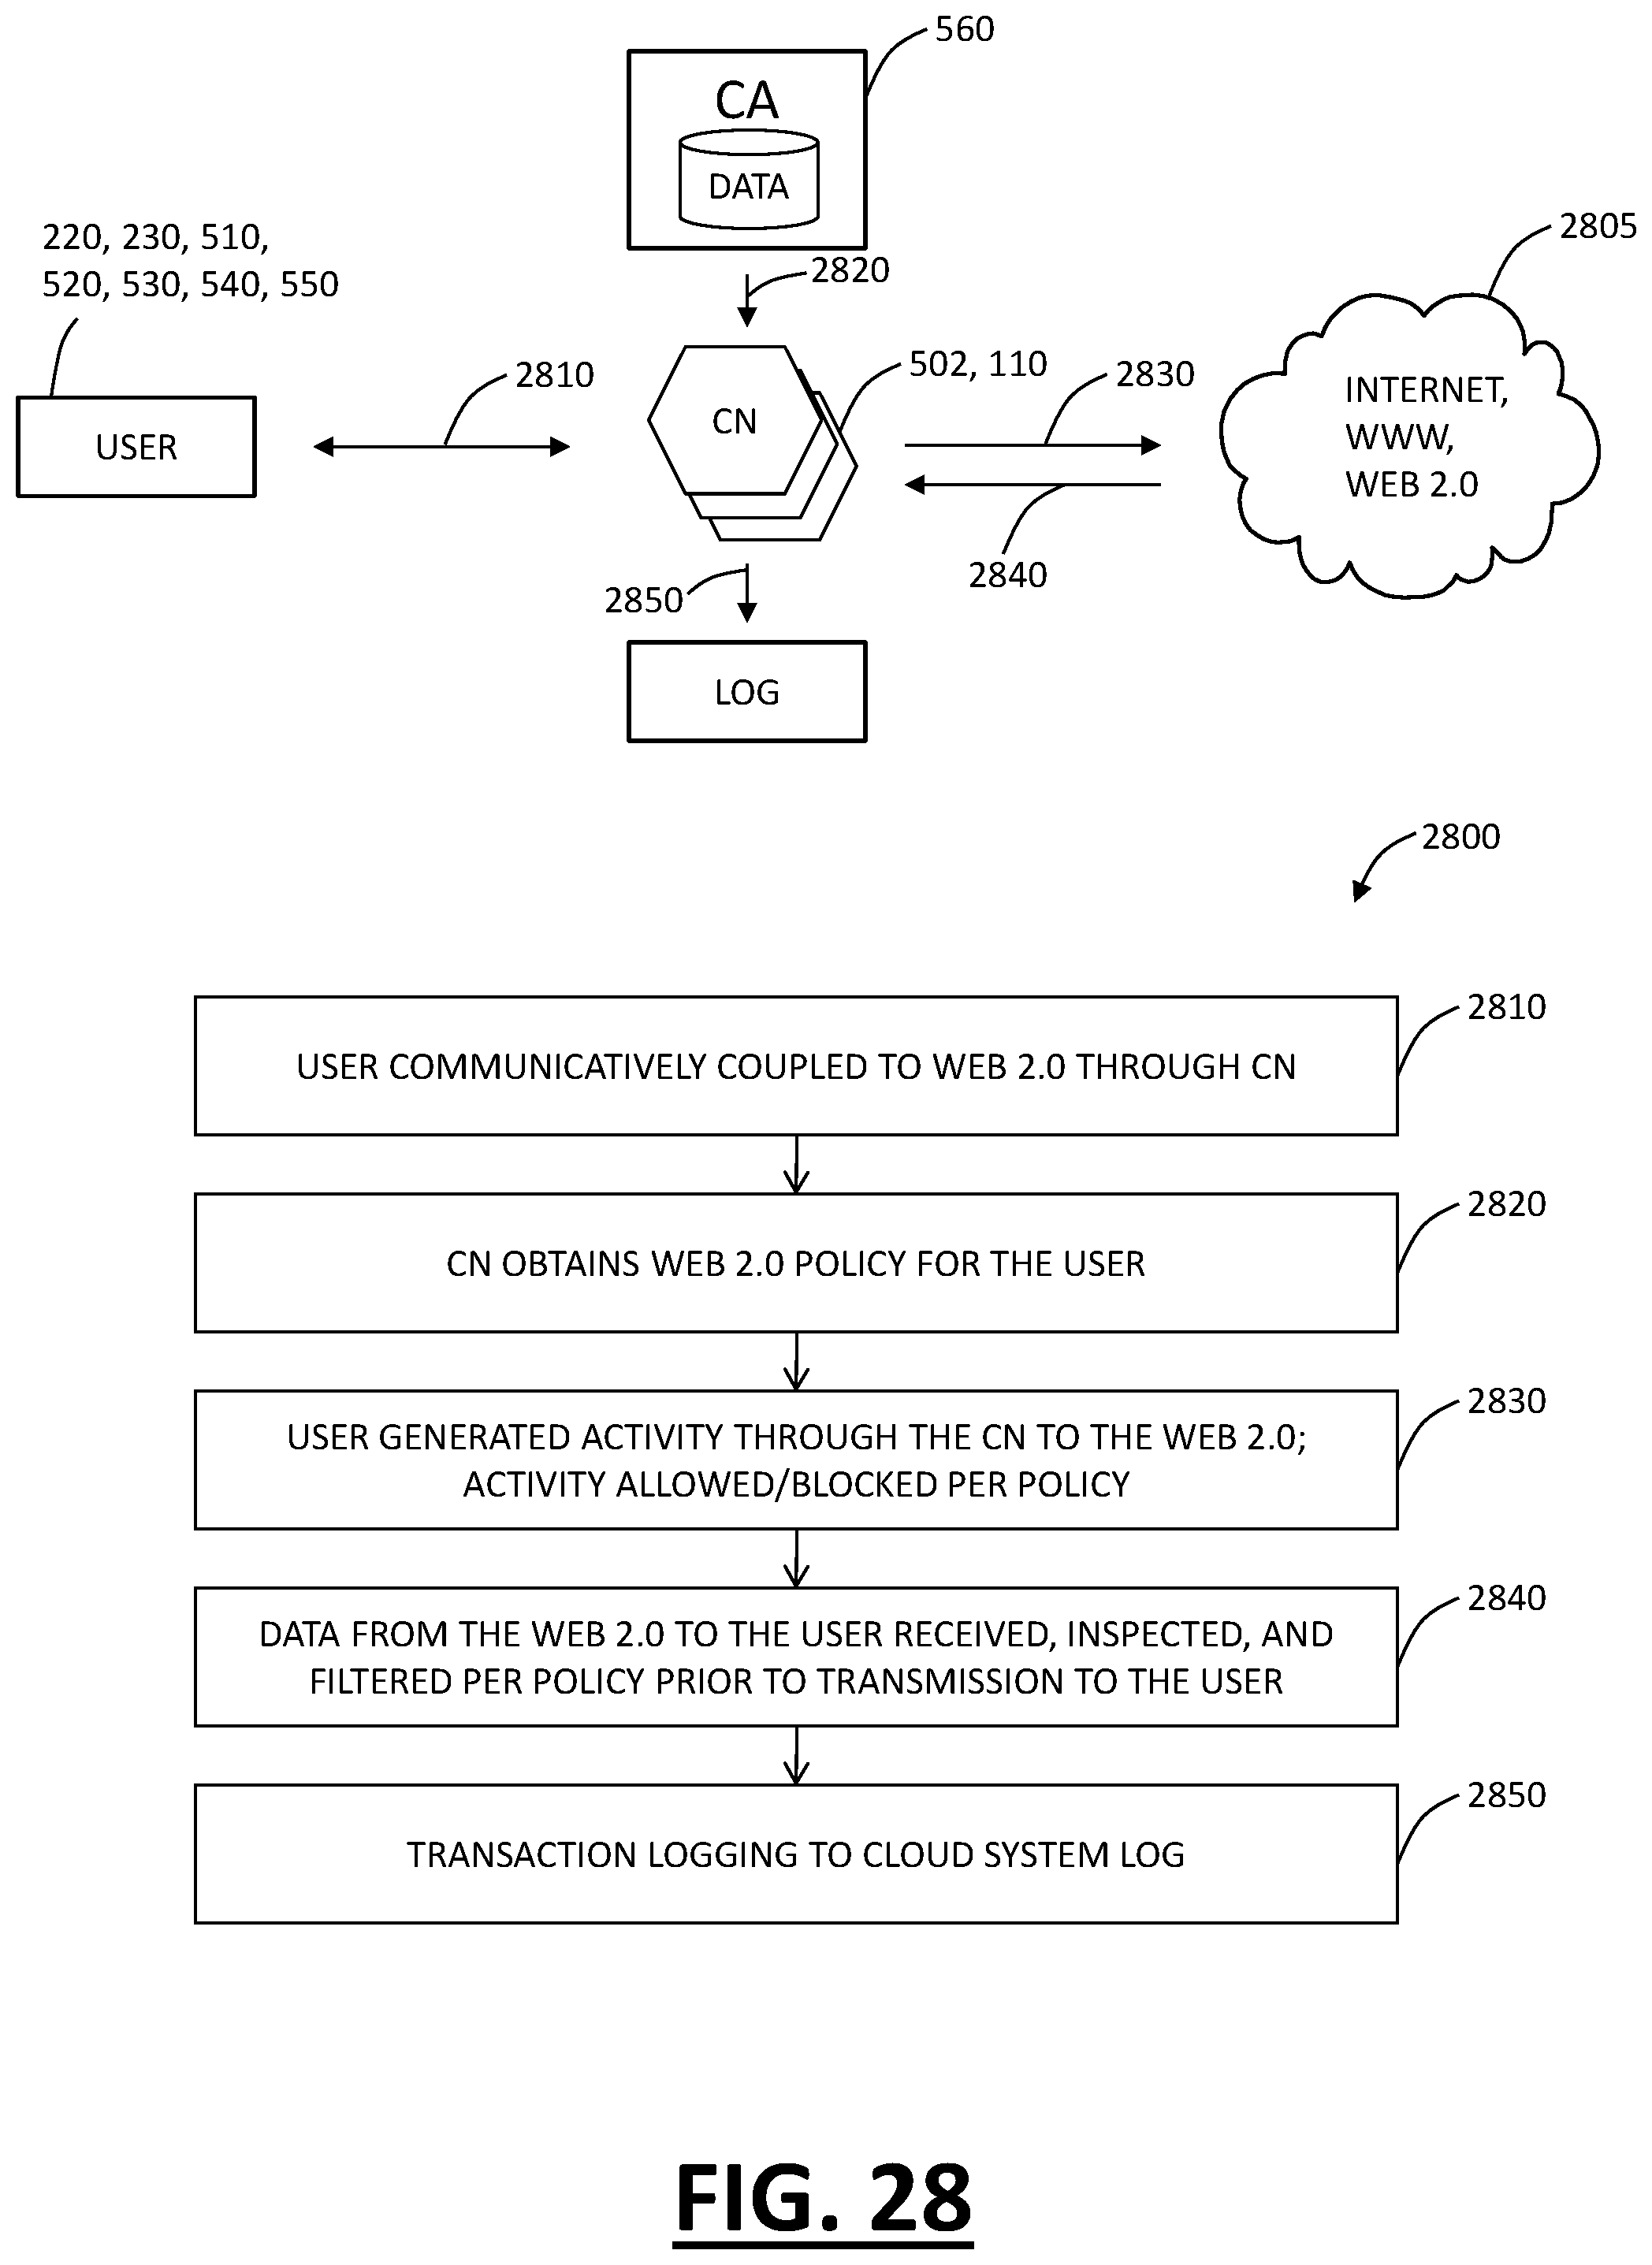 560
CA
DATA
220, 230, 510,
520, 530, 540, 550
2820
2805
2810
502, 110
2830
USER
CN
INTERNET,
WWW,
WEB 2.0
2840
2850
LOG
2800
2810
USER COMMUNICATIVELY COUPLED TO WEB 2.0 THROUGH CN
2820
CN OBTAINS WEB 2.0 POLICY FOR THE USER
2830
USER GENERATED ACTIVITY THROUGH THE CN TO THE WEB 2.0;
ACTIVITY ALLOWED/BLOCKED PER POLICY
2840
DATA FROM THE WEB 2.0 TO THE USER RECEIVED, INSPECTED, AND
FILTERED PER POLICY PRIOR TO TRANSMISSION TO THE USER
2850
TRANSACTION LOGGING TO CLOUD SYSTEM LOG
FIG. 28